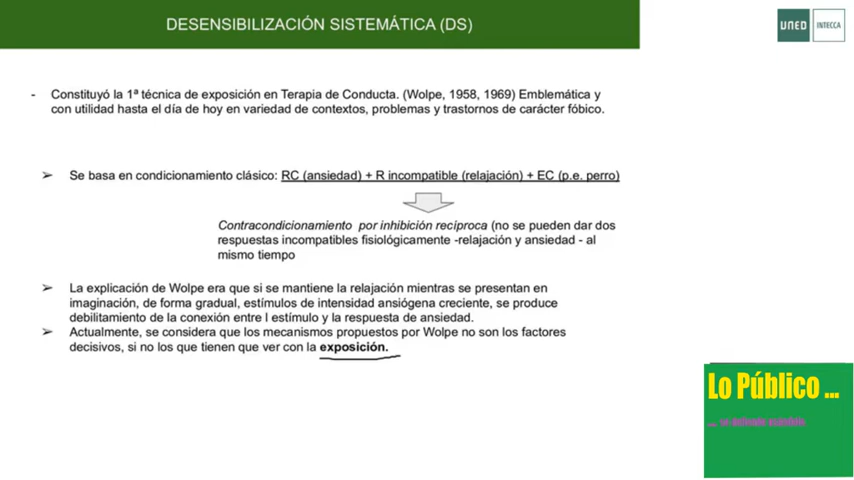 DESENSIBILIZACIÓN SISTEMÁTICA (DS)
UNED
INTECCA
- Constituyó la 1ª técnica de exposición en Terapia de Conducta. (Wolpe, 1958, 1969) Emblemática y
con utilidad hasta el día de hoy en variedad de contextos, problemas y trastornos de carácter fóbico.
➢ Se basa en condicionamiento clásico: RC (ansiedad) + R incompatible (relajación) + EC (p.e. perro)
Contracondicionamiento por inhibición recíproca (no se pueden dar dos
respuestas incompatibles fisiológicamente -relajación y ansiedad - al
mismo tiempo
➢ La explicación de Wolpe era que si se mantiene la relajación mientras se presentan en
imaginación, de forma gradual, estímulos de intensidad ansiógena creciente, se produce
debilitamiento de la conexión entre l estímulo y la respuesta de ansiedad.
➢ Actualmente, se considera que los mecanismos propuestos por Wolpe no son los factores
decisivos, si no los que tienen que ver con la exposición.
Lo Público ...